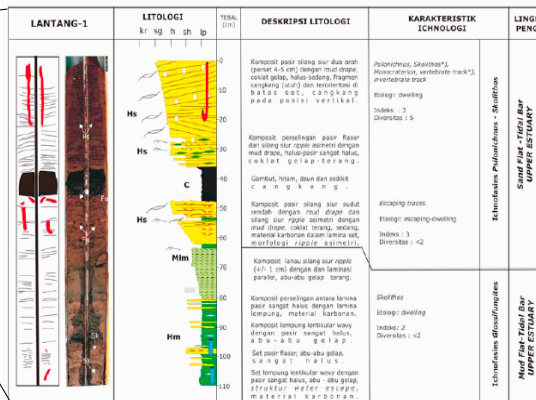 LANTANG-1
LITOLOGI
kr sg h sh lp
TEBAL
(cm)
DESKRIPSI LITOLOGI
KARAKTERISTIK
ICHNOLOGI
LING
PENG
0
10
20
30
40
50
60
70
80
90
100
110
Hs
Hs
C
Hs
Mlm
Hm
Komposit pasir silang siur dua arah
(persat 4-5 cm) dengan mud drape,
coklat gelap, halus-sedang, fragmen
cangkang (utuh) dan terorientasi di
batas set, cangkang
pada posisi vertikal.
Komposit perselingan pasir flaser
dan silang siur ripple asimetri dengan
mud drape, halus-pasir sangat halus,
coklat gelap-terang.
Gambut, hitam, daun dan sedikit
cangkang.
Komposit pasir silang siur sudut
rendah dengan mud drape dan
silang siur ripple asimetri dengan
mud drape, coklat terang, sedang,
material karbonan dalam lamina set,
morfologi ripple asimetri.
Komposit lanau silang siur ripple
(+/- 1 cm) dengan dan laminasi
parallel, abu-abu gelap terang.
Komposit perselingan antara lamina
pasir sangat halus dengan lamina
lempung, material karbonan.
Komposit lempung lentikular wavy
dengan pasir sangat halus,
abu-abu gelap.
Set pasir flaser, abu-abu gelap,
sangat halus.
Set lempung lentikular wavy dengan
pasir sangat halus, abu-abu gelap,
struktur water escape,
material karbonan.
Psilonichnus, Skolithos*),
Monocraterion, vertebrate track*),
invertebrate track
Etologi: dwelling
Indeks : 3
Diversitas : 5
Escaping traces.
Etologi: escaping-dwelling
Indeks : 3
Diversitas : <2
Skolithos
Etologi: dwelling
Indeks: 2
Diversitas : <2
Ichnofasies Psilonichnus - Skolithos
Ichnofasies Glossifungites
Sand Flat -Tidal Bar
UPPER ESTUARY
Mud Flat-Tidal Bar
UPPER ESTUARY